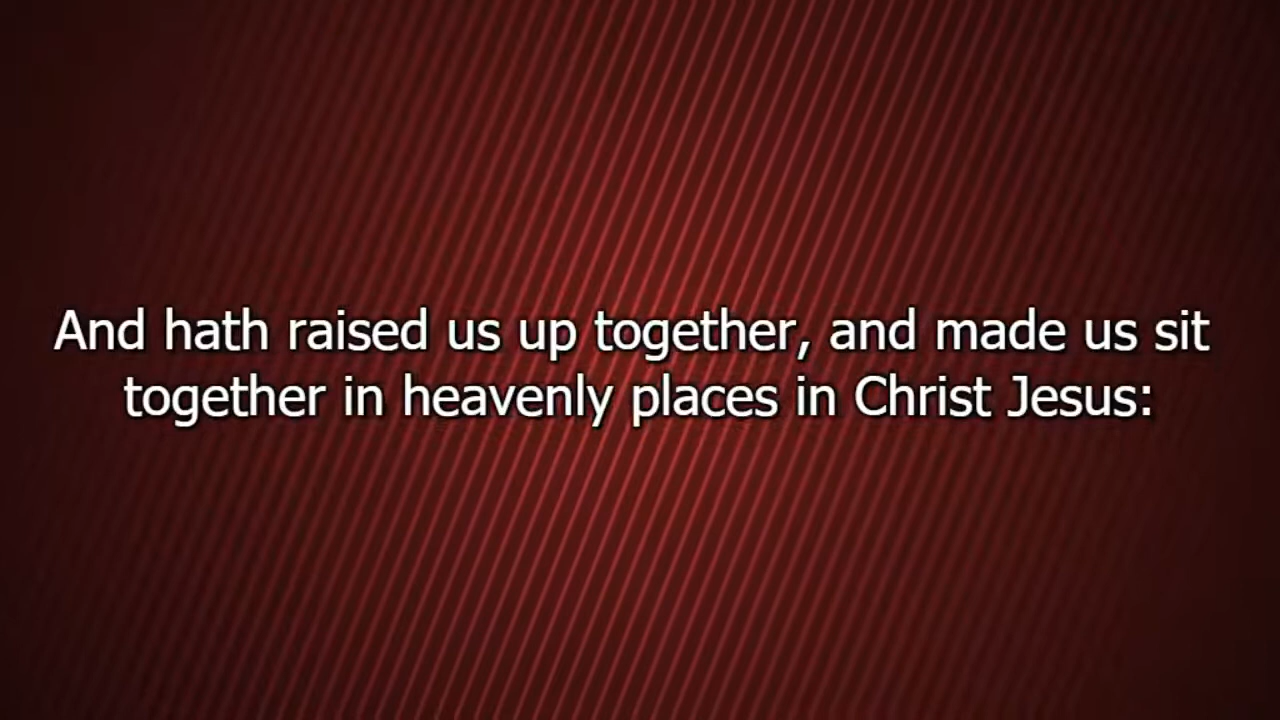 And hath raised us up together, and made us sit
together in heavenly places in Christ Jesus: